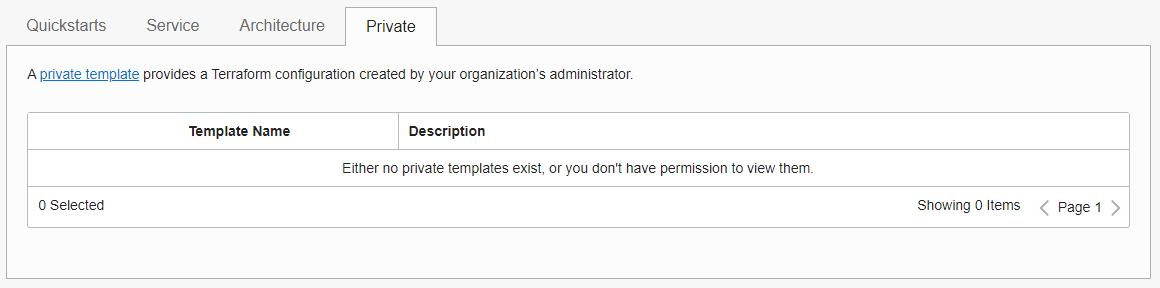 Quickstarts Service Architecture Private
A private template provides a Terraform configuration created by your organization’s administrator.
Template Name Description
Either no private templates exist, or you don't have permission to view them.
0 Selected Showing 0 Items Page 1